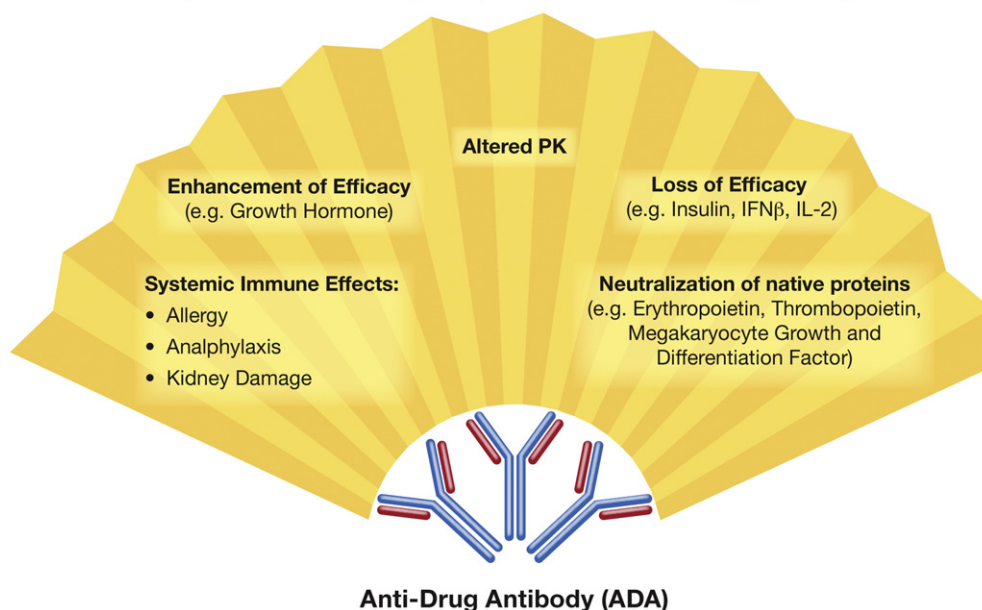 Altered PK
Enhancement of Efficacy
(e.g. Growth Hormone)
Loss of Efficacy
(e.g. Insulin, IFNβ, IL-2)
Systemic Immune Effects:
• Allergy
• Analphylaxis
• Kidney Damage
Neutralization of native proteins
(e.g. Erythropoietin, Thrombopoietin,
Megakaryocyte Growth and
Differentiation Factor)
Anti-Drug Antibody (ADA)